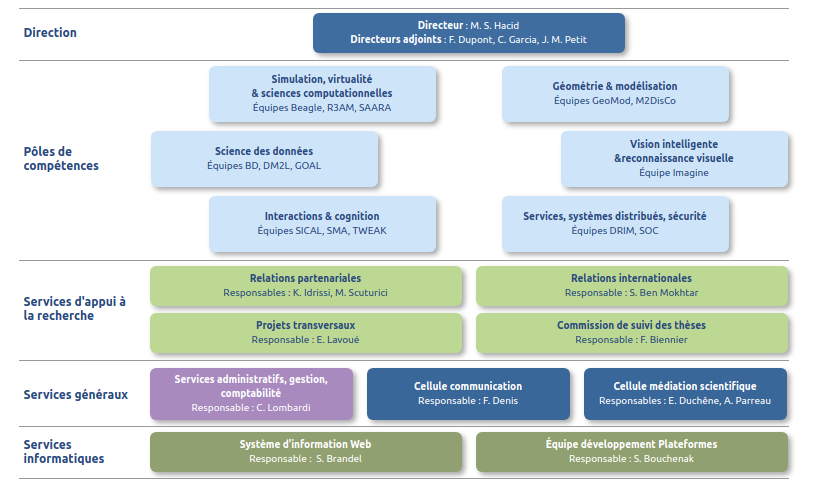 Direction
Directeur : M. S. Hacid
Directeurs adjoints : F. Dupont, C. Garcia, J. M. Petit
Pôles de
compétences
Simulation, virtualité
& sciences computationnelles
Équipes Beagle, R3AM, SAARA
Géométrie & modélisation
Équipes GeoMod, M2DisCo
Science des données
Équipes BD, DM2L, GOAL
Vision intelligente
&reconnaissance visuelle
Équipe Imagine
Interactions & cognition
Équipes SICAL, SMA, TWEAK
Services, systèmes distribués, sécurité
Équipes DRIM, SOC
Services d'appui à
la recherche
Relations partenariales
Responsables : K. Idrissi, M. Scuturici
Relations internationales
Responsable : S. Ben Mokhtar
Projets transversaux
Responsable : E. Lavoué
Commission de suivi des thèses
Responsable : F. Biennier
Services généraux
Services administratifs, gestion,
comptabilité
Responsable : C. Lombardi
Cellule communication
Responsable : F. Denis
Cellule médiation scientifique
Responsables : E. Duchêne, A. Parreau
Services
informatiques
Système d'information Web
Responsable : S. Brandel
Équipe développement Plateformes
Responsable : S. Bouchenak